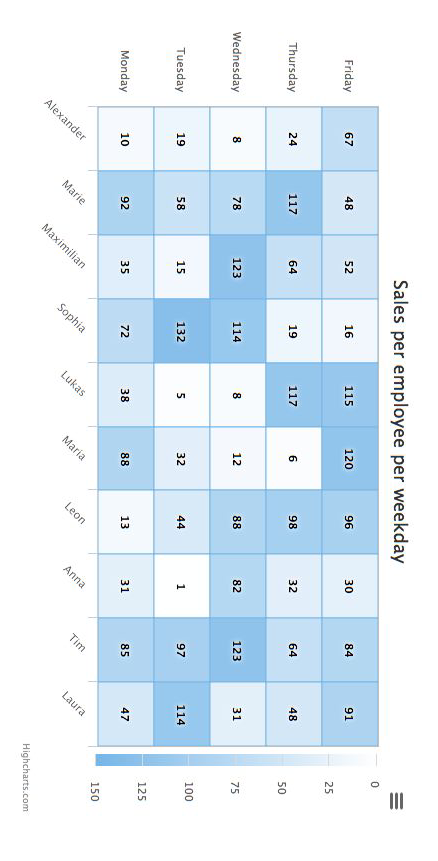 Sales per employee per weekday
Friday 67 48 52 16 115 120 96 30 84 91
Thursday 24 117 64 19 117 6 98 32 64 48
Wednesday 8 78 123 114 8 12 88 82 123 31
Tuesday 19 58 15 132 5 32 44 1 97 114
Monday 10 92 35 72 38 88 13 31 85 47
Alexander Marie Maximilian Sophia Lukas Maria Leon Anna Tim Laura
0
25
50
75
100
125
150
Highcharts.com